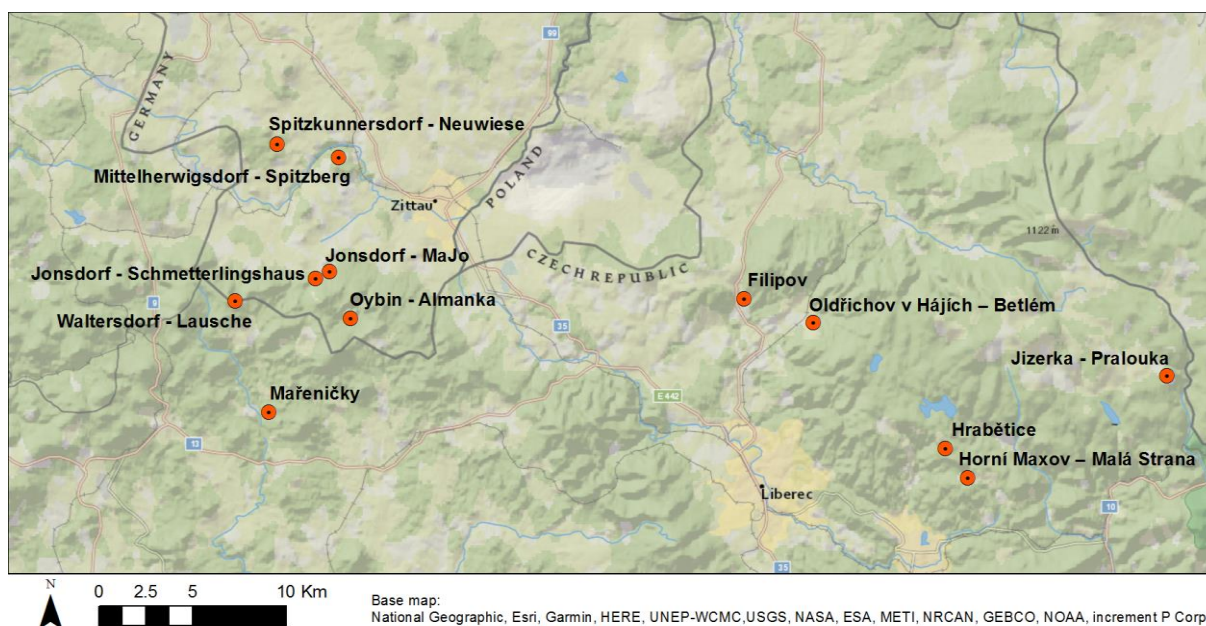 99
GERMANY
Spitzkunnersdorf - Neuwiese
Mittelherwigsdorf - Spitzberg
POLAND
Zittau
1122 m
CZECH REPUBLIC
Jonsdorf - MaJo
Jonsdorf - Schmetterlingshaus
Oybin - Almanka
Filipov
9
Waltersdorf - Lausche
Oldřichov v Hájích – Betlém
35
Jizerka - Pralouka
Mařeničky
E 442
13
Hrabětice
Horní Maxov – Malá Strana
Liberec
10
35
N
0 2.5 5 10 Km
Base map:
National Geographic, Esri, Garmin, HERE, UNEP-WCMC,USGS, NASA, ESA, METI, NRCAN, GEBCO, NOAA, increment P Corp